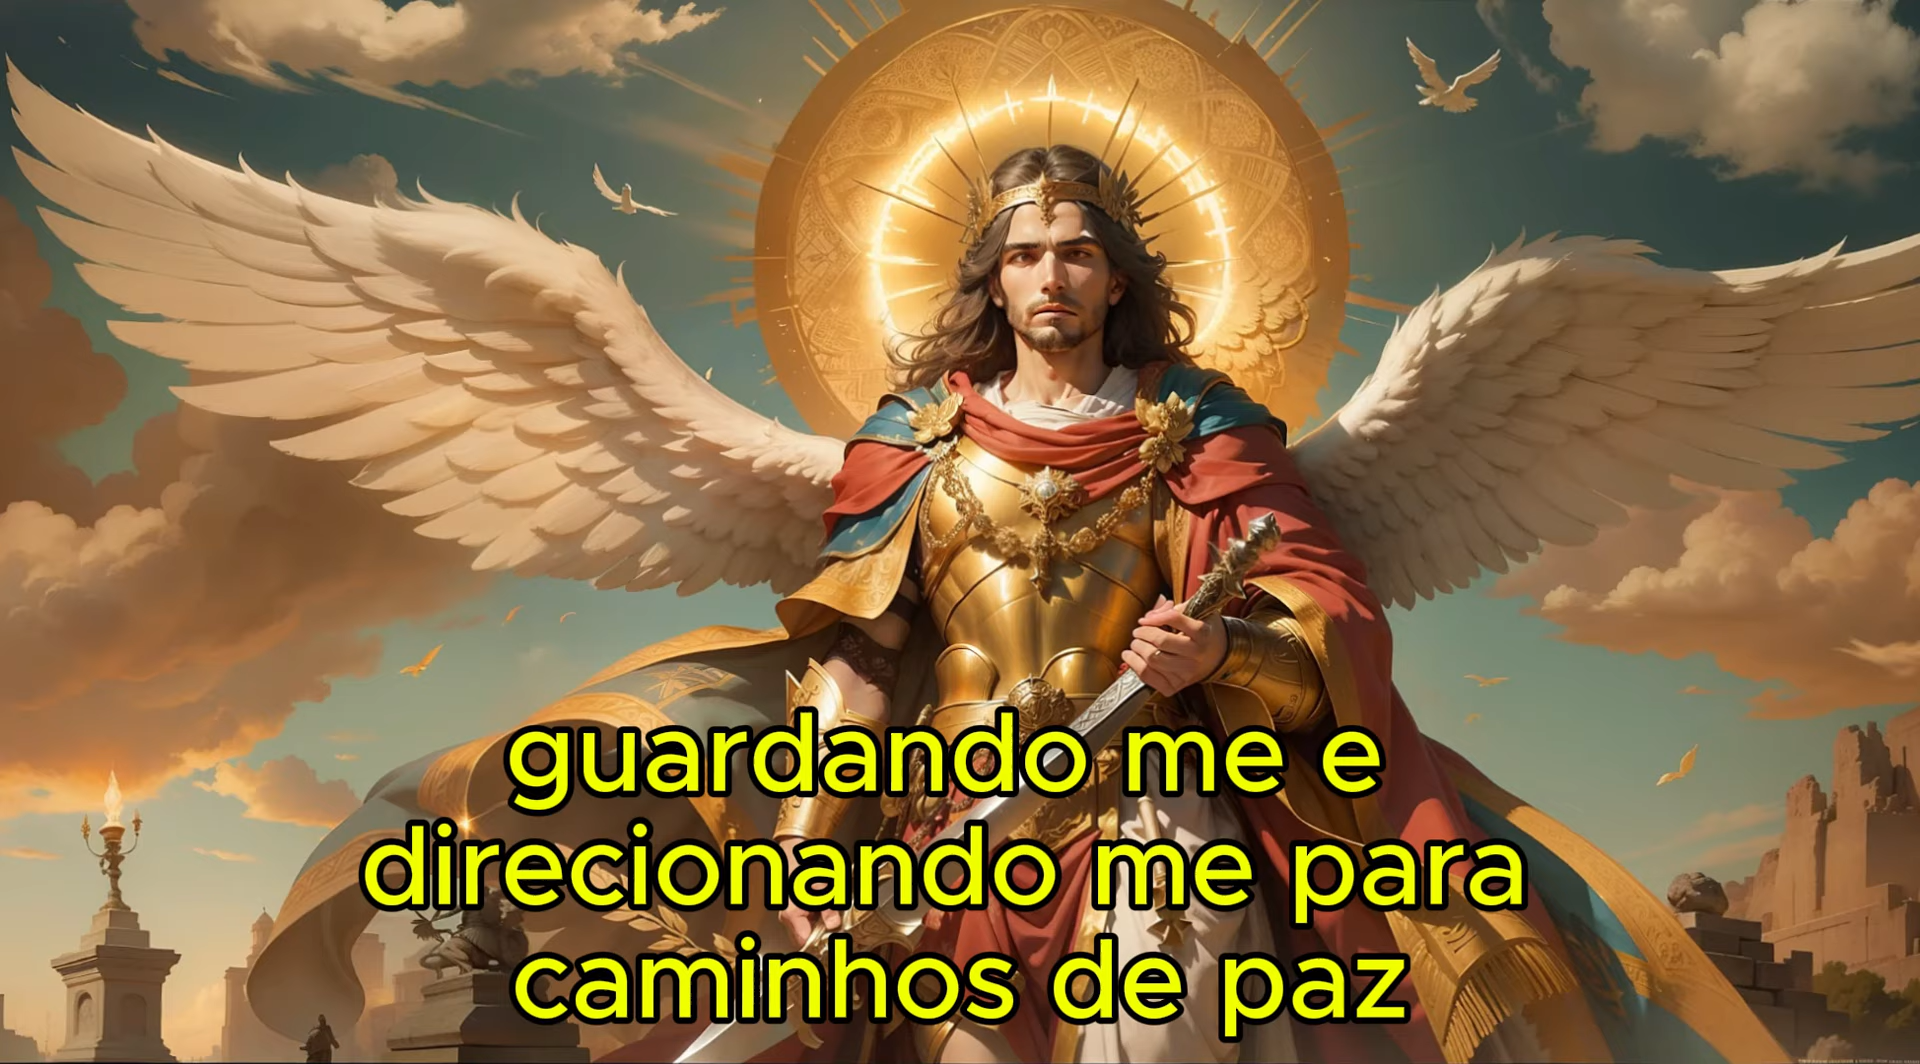 guardando me e
direcionando me para
caminhos de paz